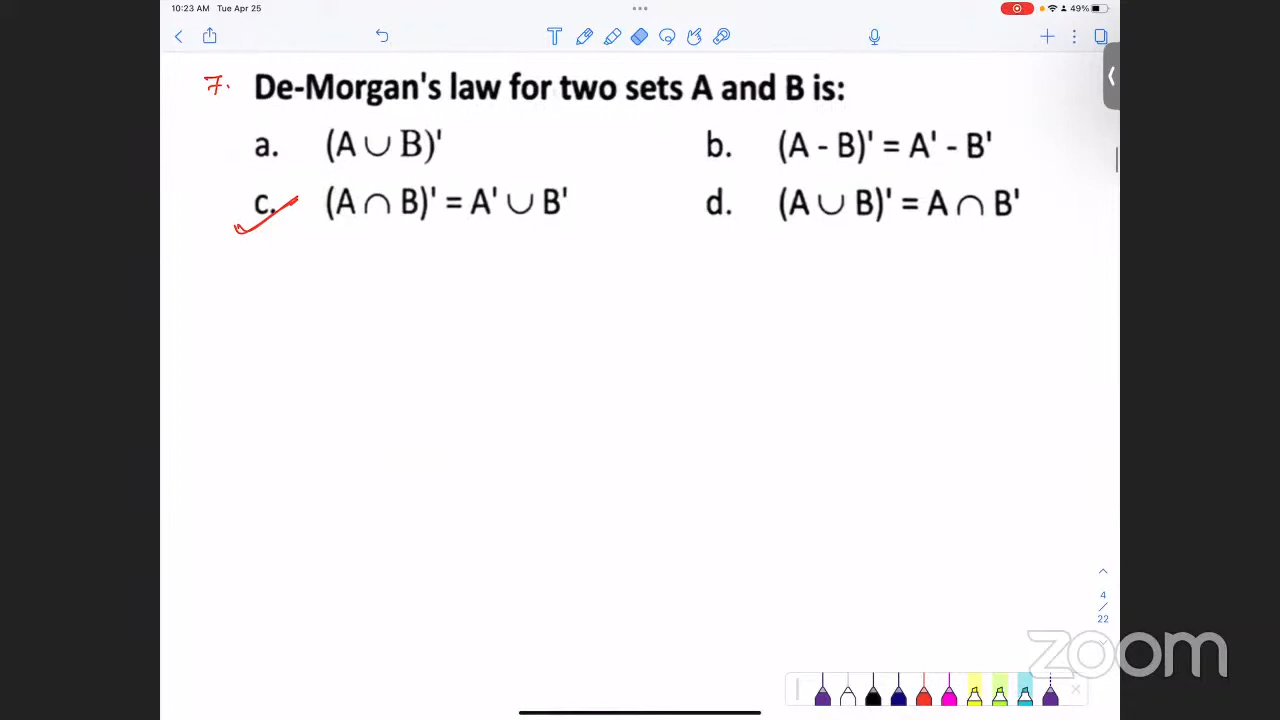 10:23 AM Tue Apr 25
49%
7. De-Morgan's law for two sets A and B is:
a. (A ∪ B)' b. (A - B)' = A' - B'
c. (A ∩ B)' = A' ∪ B' d. (A ∪ B)' = A ∩ B'
4
/
22
zoom